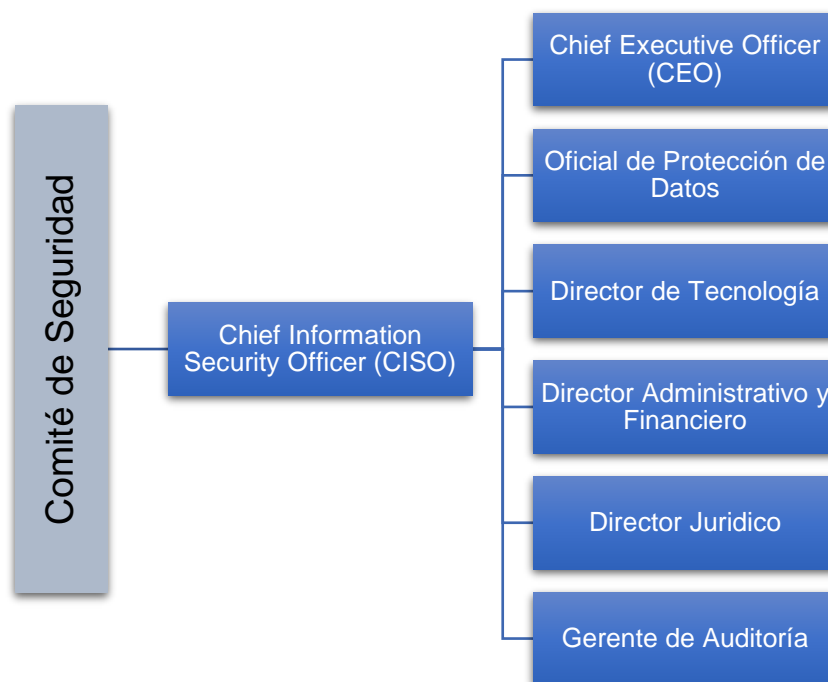 Comité de Seguridad
Chief Information
Security Officer (CISO)
Chief Executive Officer
(CEO)
Oficial de Protección de
Datos
Director de Tecnología
Director Administrativo y
Financiero
Director Juridico
Gerente de Auditoría